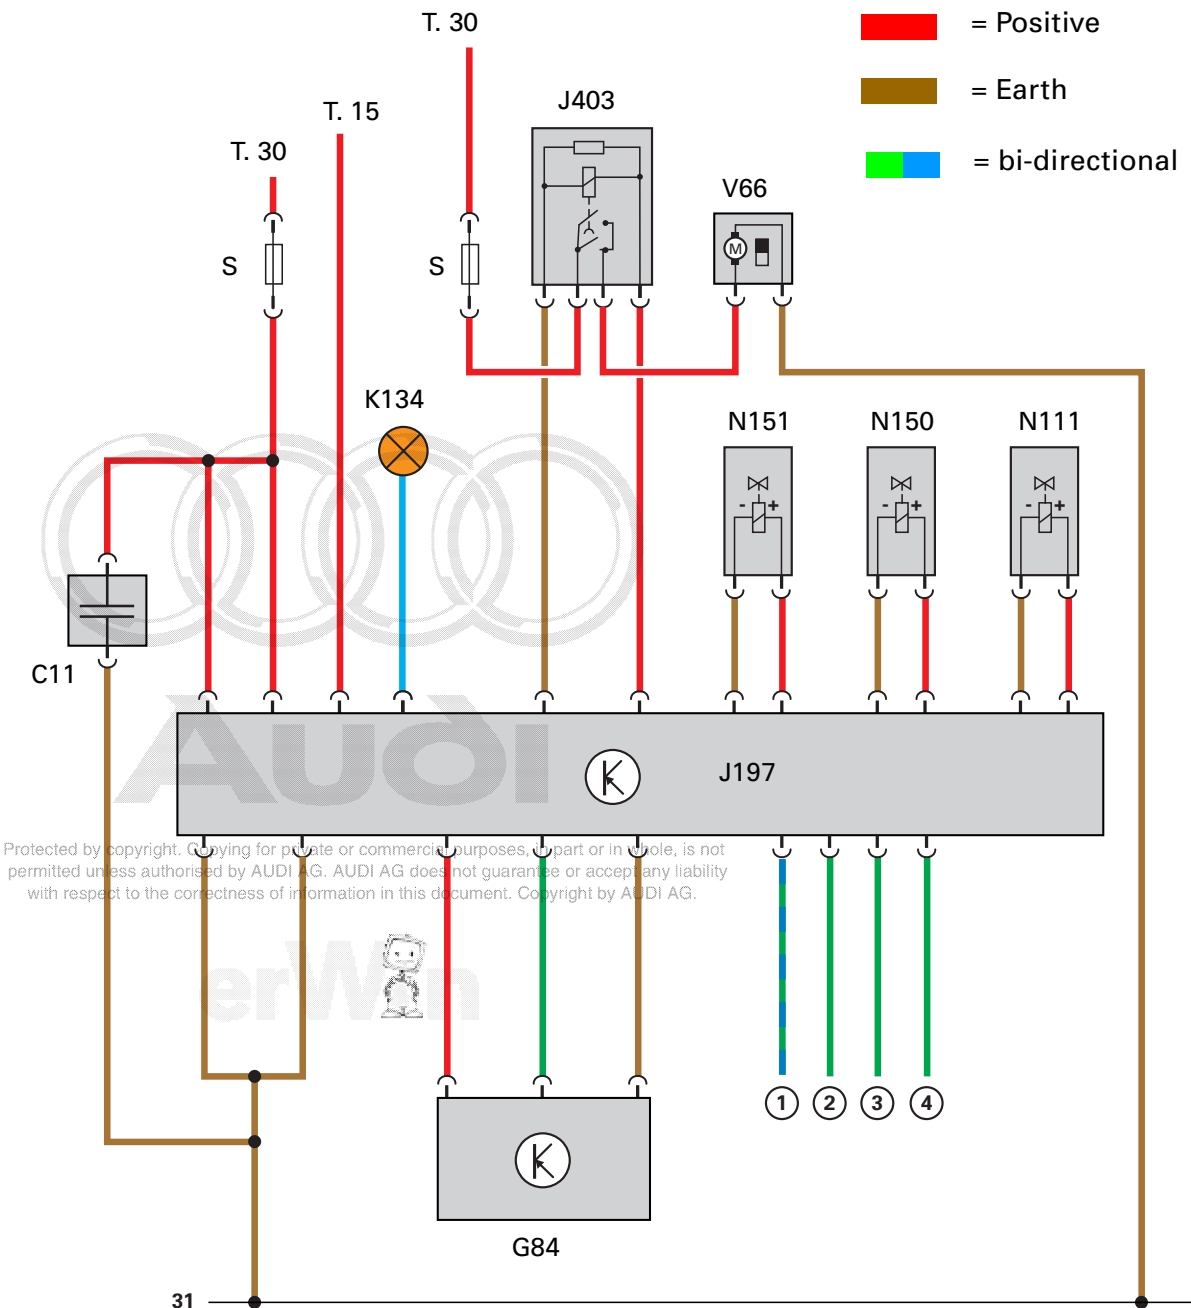 T. 30
= Positive
J403
= Earth
T. 15
T. 30
= bi-directional
V66
M
S
S
K134
N151
N150
N111
- +
- +
- +
C11
J197
AUDI
Protected by copyright. Copying for private or commercial purposes, in part or in whole, is not
permitted unless authorised by AUDI AG. AUDI AG does not guarantee or accept any liability
with respect to the correctness of information in this document. Copyright by AUDI AG.
erWin
1 2 3 4
G84
31